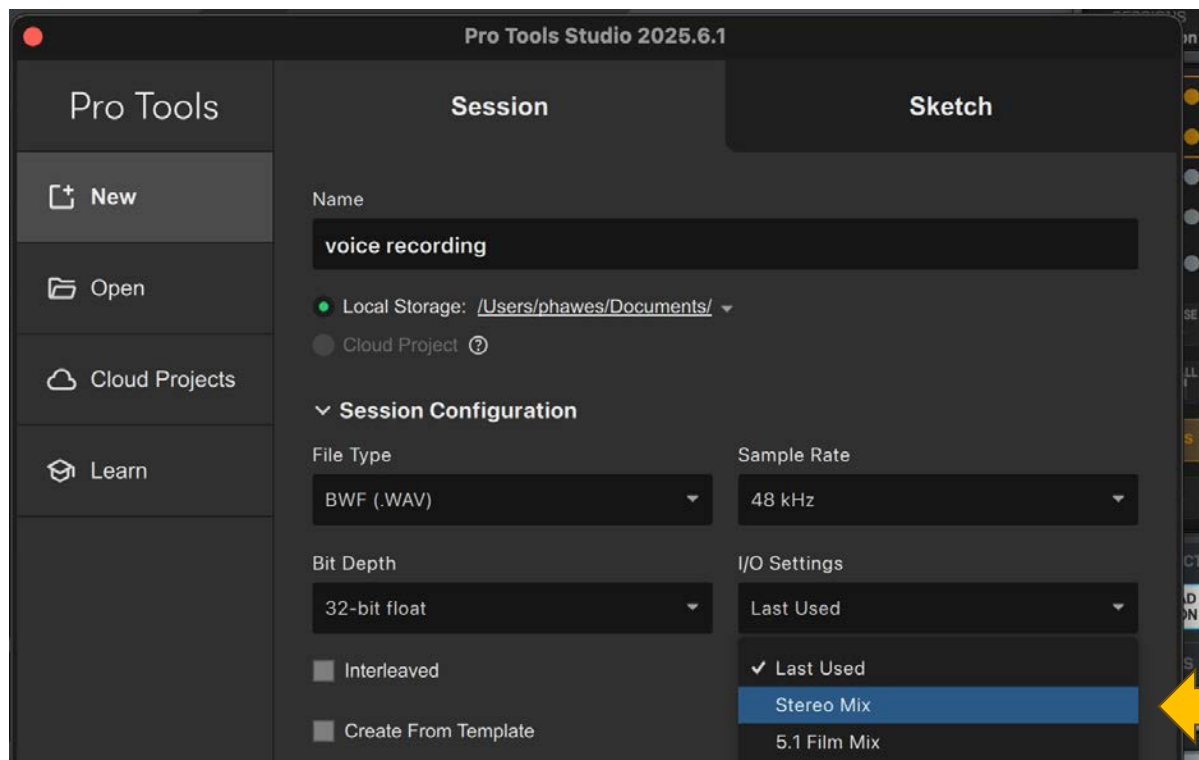 Pro Tools Studio 2025.6.1
Pro Tools
Session
Sketch
New
Open
Cloud Projects
Learn
Name
voice recording
Local Storage: /Users/phawes/Documents/
Cloud Project ?
Session Configuration
File Type
Sample Rate
BWF (.WAV)
48 kHz
Bit Depth
I/O Settings
32-bit float
Last Used
Interleaved
Create From Template
Last Used
Stereo Mix
5.1 Film Mix